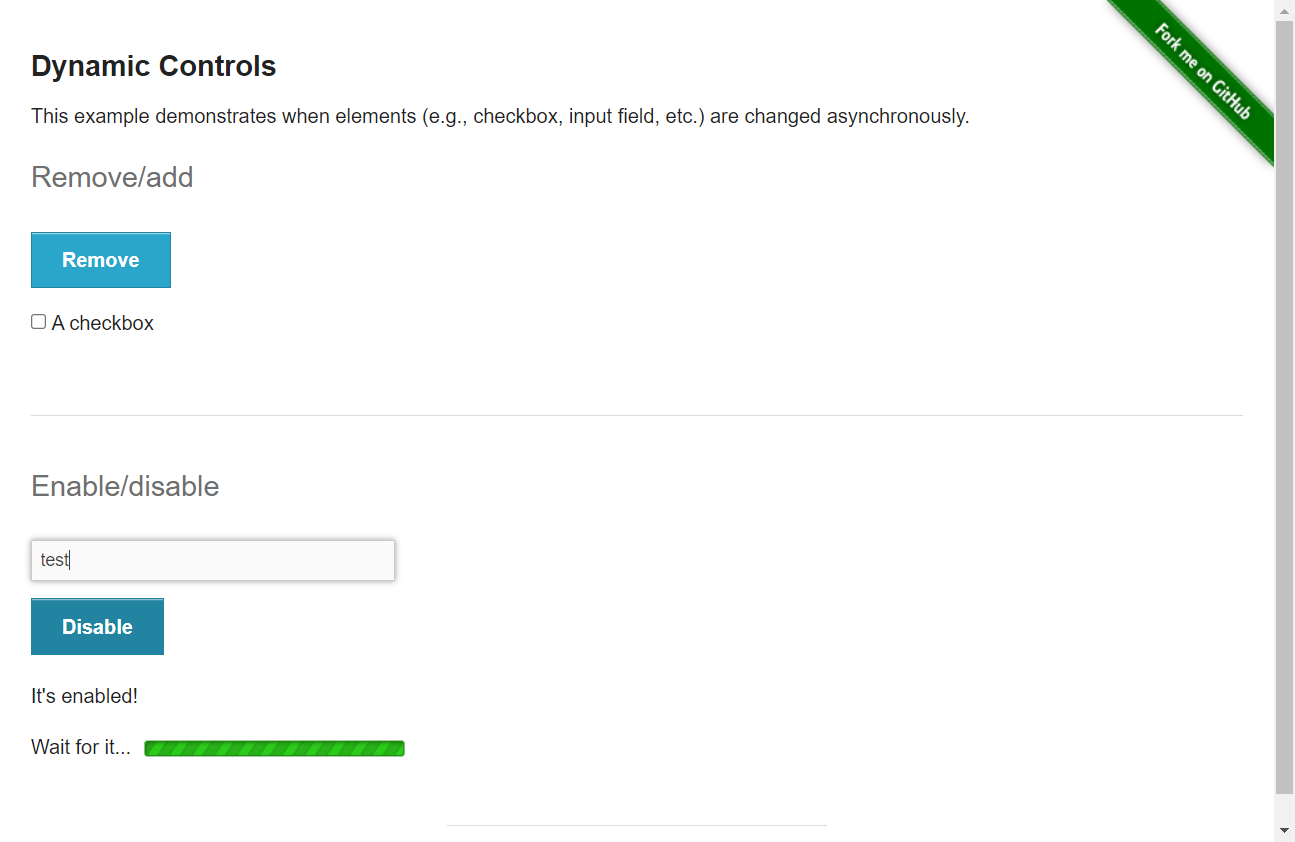 Fork me on GitHub
Dynamic Controls
This example demonstrates when elements (e.g., checkbox, input field, etc.) are changed asynchronously.
Remove/add
Remove
A checkbox
Enable/disable
test
Disable
It's enabled!
Wait for it...